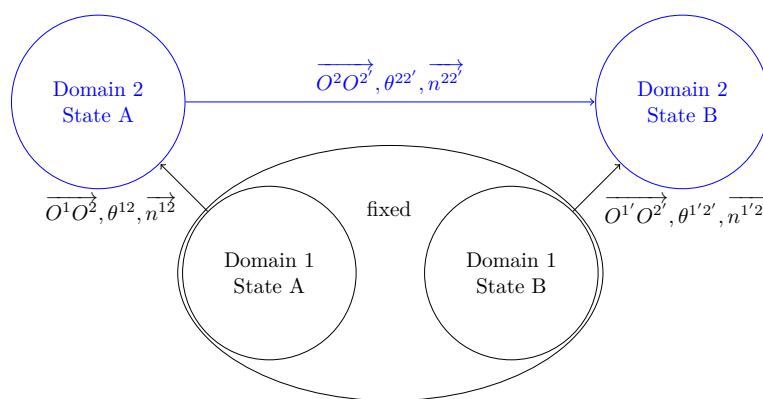 Domain 2
State A
$\overrightarrow{O^2O^{2'}}, \theta^{22'}, \overrightarrow{n^{22'}}$
Domain 2
State B
$\overrightarrow{O^1O^2}, \theta^{12}, \overrightarrow{n^{12}}$
fixed
$\overrightarrow{O^{1'}O^{2'}}, \theta^{1'2'}, \overrightarrow{n^{1'2}}$
Domain 1
State A
Domain 1
State B